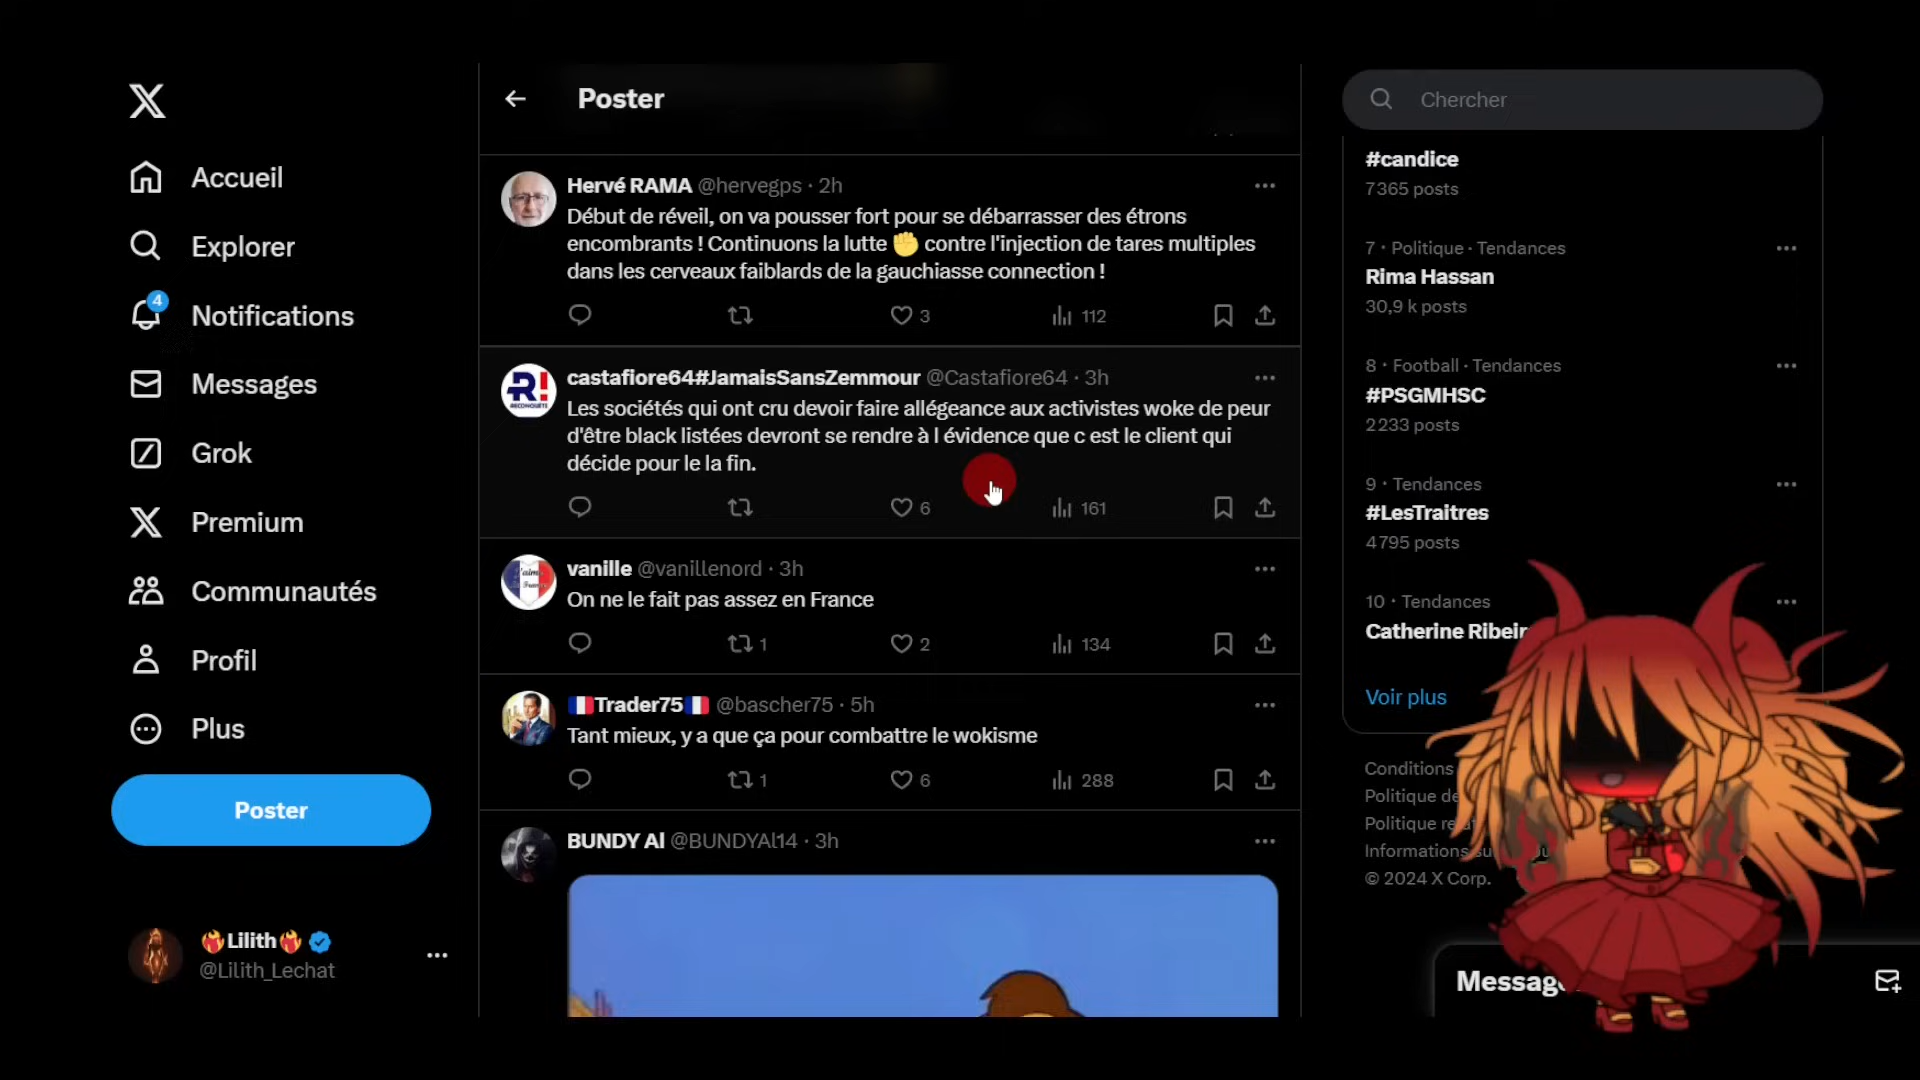 Accueil
Explorer
4
Notifications
Messages
Grok
Premium
Communautés
Profil
Plus
Poster
Lilith
@Lilith_Lechat
Poster
Hervé RAMA @hervegps · 2h
Début de réveil, on va pousser fort pour se débarrasser des étrons
encombrants ! Continuons la lutte ✊ contre l'injection de tares multiples
dans les cerveaux faiblards de la gauchiasse connection !
3
112
R!
RECONQUÊTE
castafiore64#JamaisSansZemmour @Castafiore64 · 3h
Les sociétés qui ont cru devoir faire allégeance aux activistes woke de peur
d'être black listées devront se rendre à l évidence que c est le client qui
décide pour le la fin.
6
161
vanille @vanillenord · 3h
On ne le fait pas assez en France
1
2
134
🇫🇷Trader75🇫🇷 @bascher75 · 5h
Tant mieux, y a que ça pour combattre le wokisme
1
6
288
BUNDY Al @BUNDYAl14 · 3h
Chercher
#candice
7365 posts
7 · Politique · Tendances
Rima Hassan
30,9 k posts
8 · Football · Tendances
#PSGMHSC
2233 posts
9 · Tendances
#LesTraitres
4795 posts
10 · Tendances
Catherine Ribeir
Voir plus
Conditions
Politique de
Politique
Informations
© 2024 X Corp.
Message